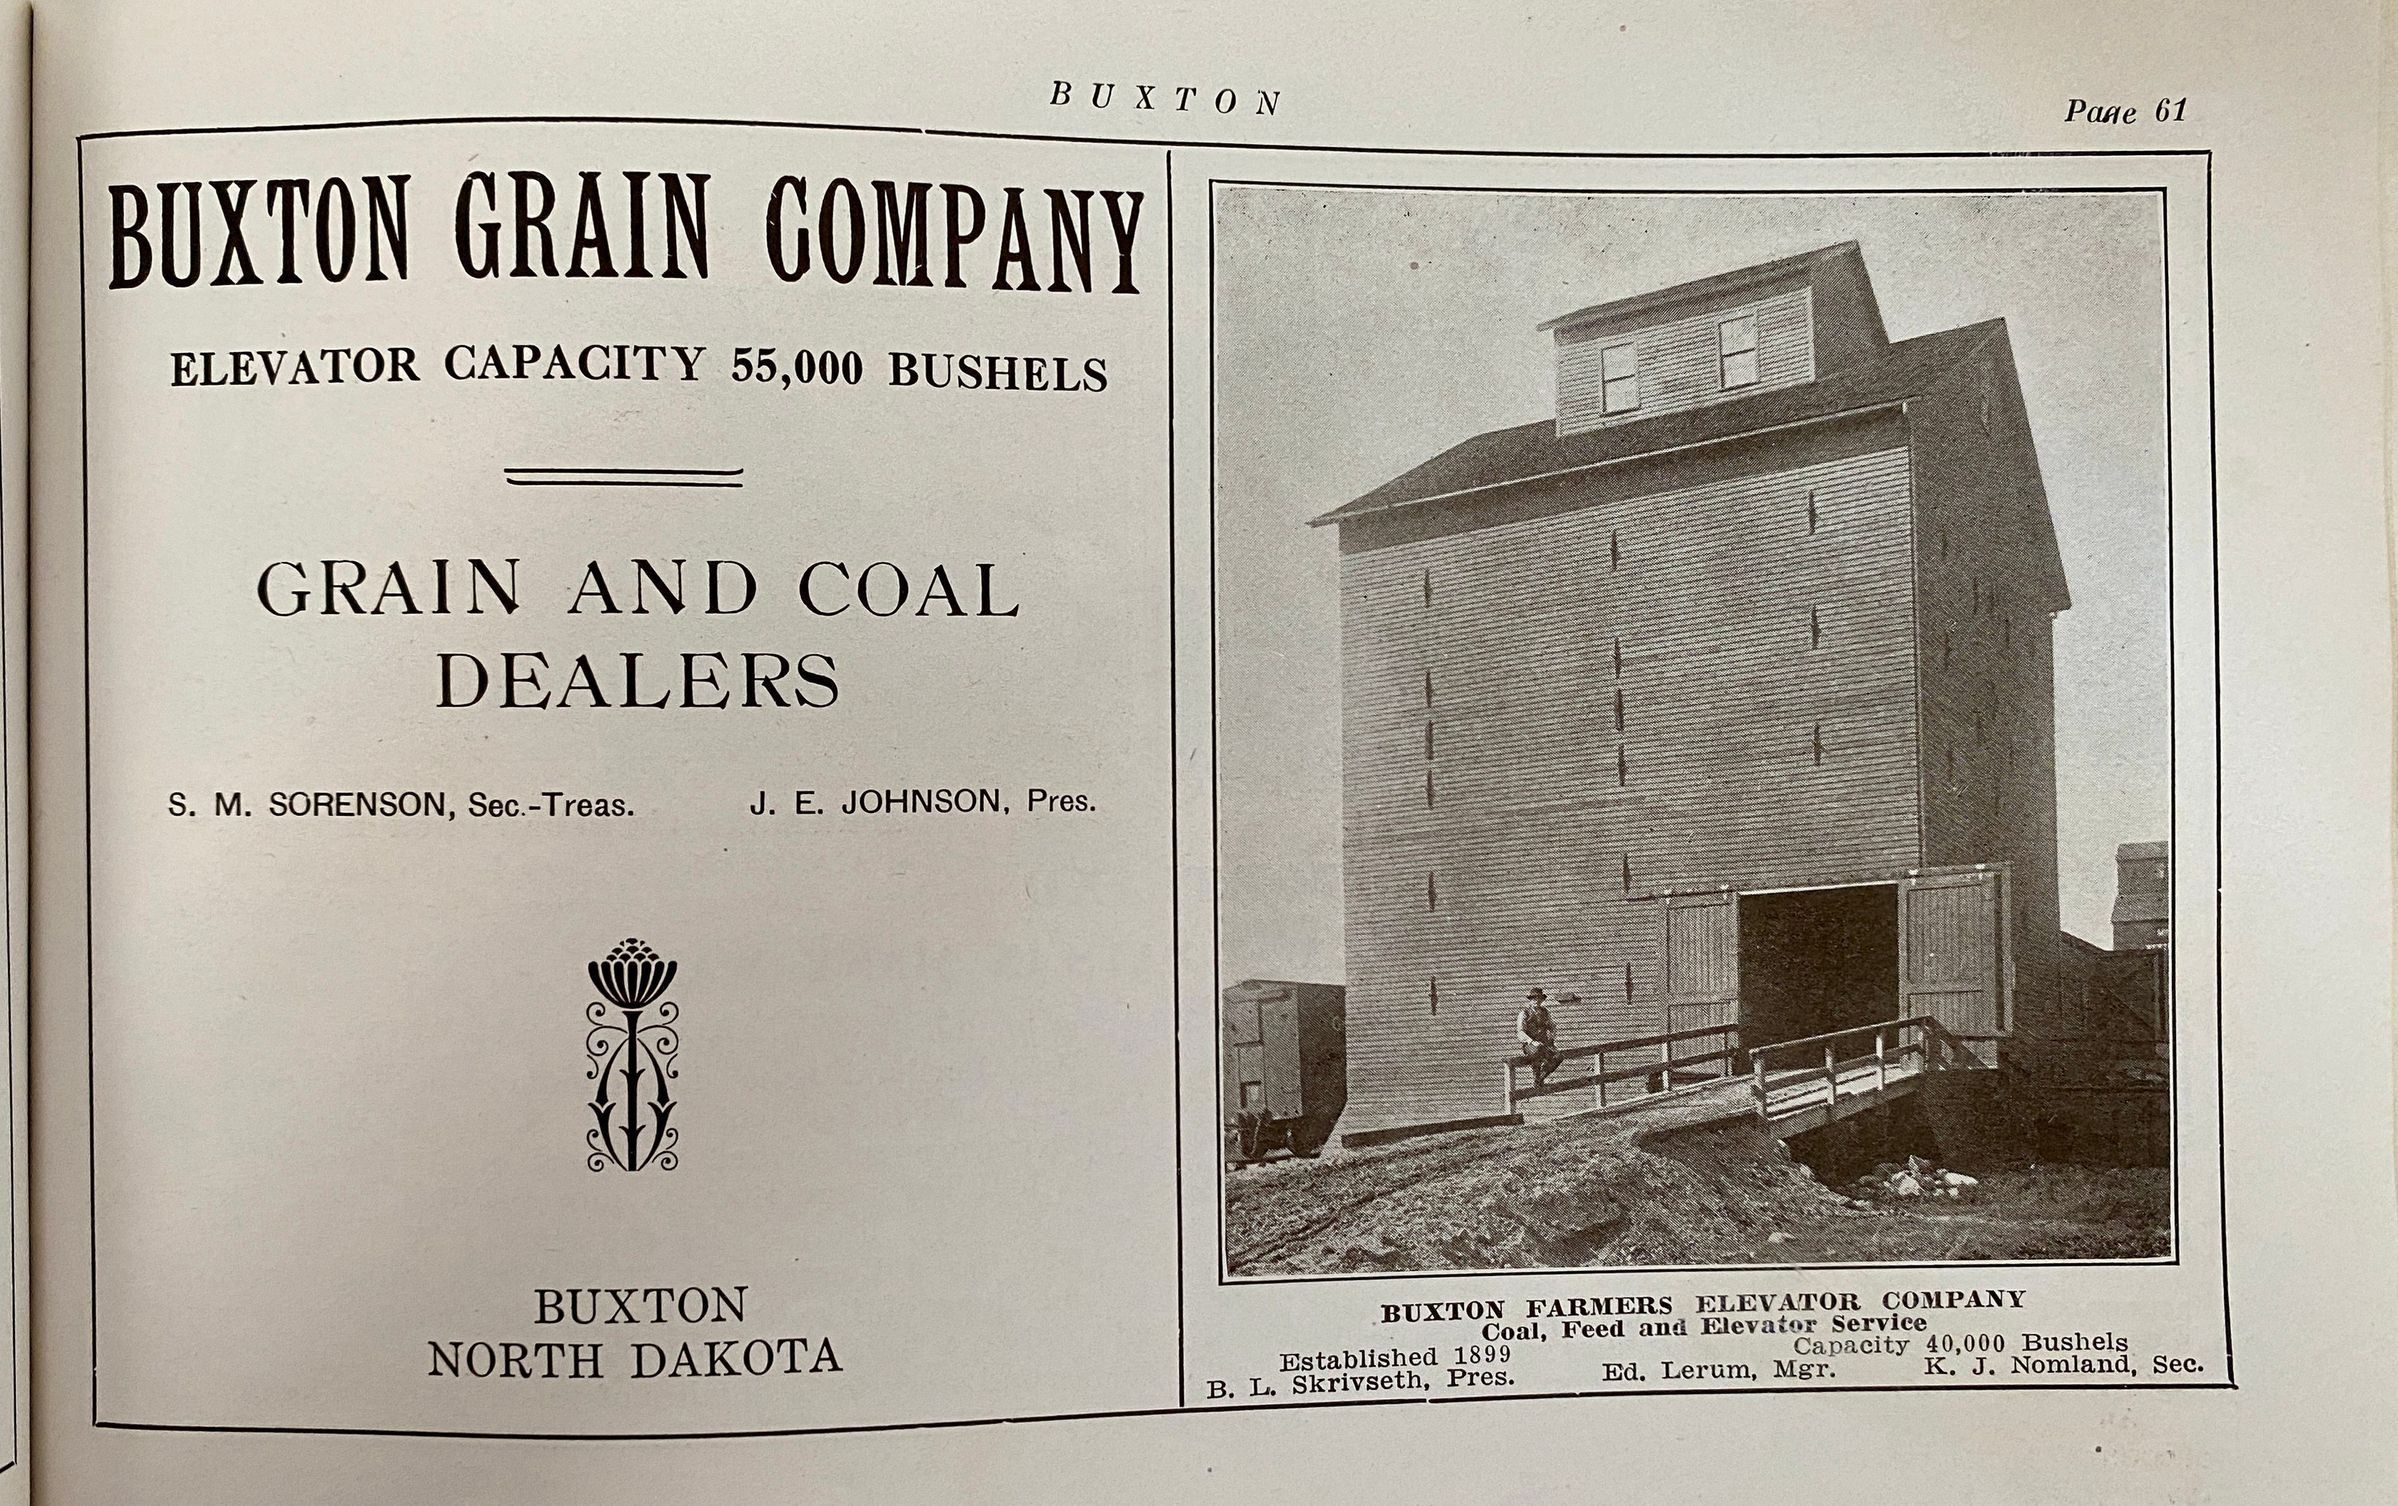 BUXTON
Page 61
BUXTON GRAIN COMPANY
ELEVATOR CAPACITY 55,000 BUSHELS
GRAIN AND COAL
DEALERS
S. M. SORENSON, Sec.-Treas. J. E. JOHNSON, Pres.
BUXTON
NORTH DAKOTA
BUXTON FARMERS ELEVATOR COMPANY
Coal, Feed and Elevator Service
Established 1899 Capacity 40,000 Bushels
B. L. Skrivseth, Pres. Ed. Lerum, Mgr. K. J. Nomland, Sec.